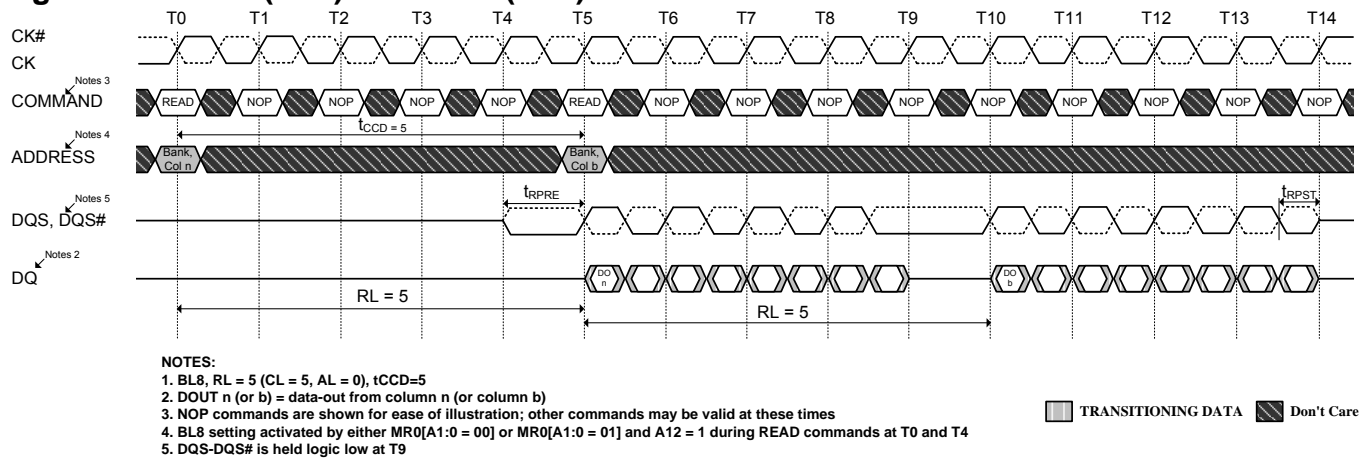 T0 T1 T2 T3 T4 T5 T6 T7 T8 T9 T10 T11 T12 T13 T14
CK#
CK
Notes 3
COMMAND READ NOP NOP NOP NOP READ NOP NOP NOP NOP NOP NOP NOP NOP NOP
tCCD = 5
Notes 4
ADDRESS
Bank, Bank,
Col n Col b
tRPRE tRPST
Notes 5
DQS, DQS#
Notes 2
DQ
DO DO
n b
RL = 5
RL = 5
NOTES:
1. BL8, RL = 5 (CL = 5, AL = 0), tCCD=5
2. DOUT n (or b) = data-out from column n (or column b)
3. NOP commands are shown for ease of illustration; other commands may be valid at these times
4. BL8 setting activated by either MR0[A1:0 = 00] or MR0[A1:0 = 01] and A12 = 1 during READ commands at T0 and T4
5. DQS-DQS# is held logic low at T9
TRANSITIONING DATA Don't Care